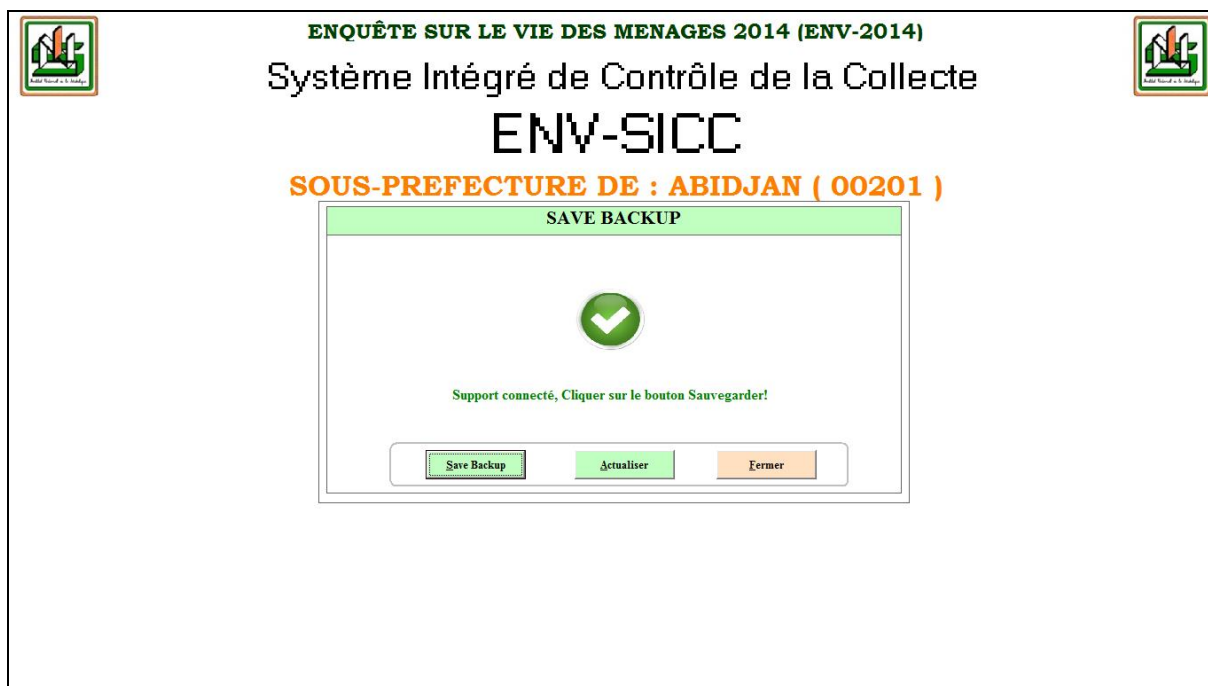 ENQUÊTE SUR LE VIE DES MENAGES 2014 (ENV-2014)
Système Intégré de Contrôle de la Collecte
ENV-SICC
SOUS-PREFECTURE DE : ABIDJAN ( 00201 )
SAVE BACKUP
Support connecté, Cliquer sur le bouton Sauvegarder!
Save Backup
Actualiser
Fermer